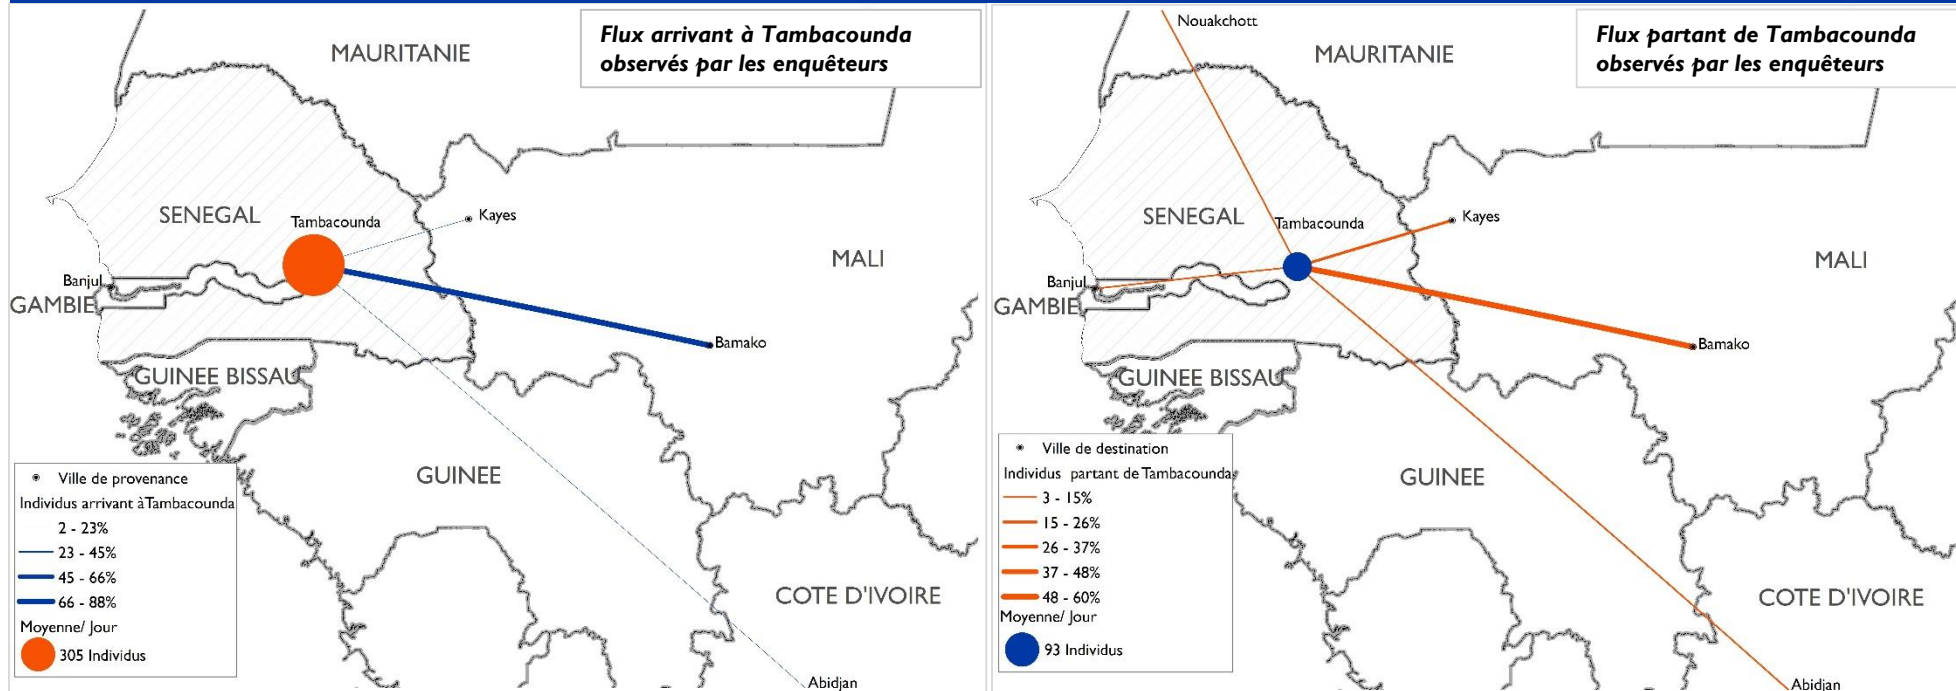 Flux arrivant à Tambacounda
observés par les enquêteurs
MAURITANIE
SENEGAL
Tambacounda
Kayes
MALI
Banjul
GAMBIE
Bamako
GUINEE BISSAU
GUINEE
COTE D'IVOIRE
Abidjan
Ville de provenance
Individus arrivant à Tambacounda
2 - 23%
23 - 45%
45 - 66%
66 - 88%
Moyenne/ Jour
305 Individus
Flux partant de Tambacounda
observés par les enquêteurs
Nouakchott
MAURITANIE
SENEGAL
Tambacounda
Kayes
MALI
Banjul
GAMBIE
Bamako
GUINEE BISSAU
GUINEE
COTE D'IVOIRE
Abidjan
Ville de destination
Individus partant de Tambacounda
3 - 15%
15 - 26%
26 - 37%
37 - 48%
48 - 60%
Moyenne/ Jour
93 Individus